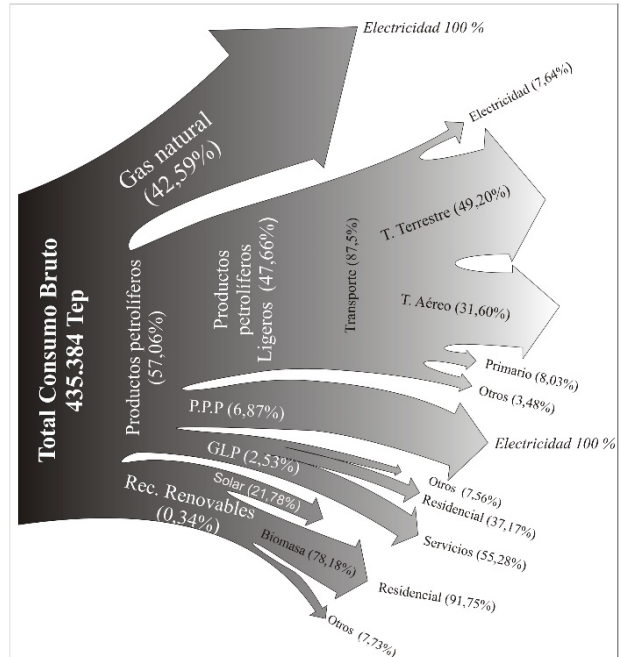 Electricidad 100 %
Gas natural
(42,59%)
Total Consumo Bruto
435.384 Tep
Productos petrolíferos
(57,06%)
Productos
petrolíferos
Ligeros (47,66%)
Transporte (87,5%)
Electricidad (7,64%)
T. Terrestre (49,20%)
T. Aéreo (31,60%)
Primario (8,03%)
Otros (3,48%)
P.P.P (6,87%)
Electricidad 100 %
GLP (2,53%)
Otros (7,56%)
Residencial (37,17%)
Servicios (55,28%)
Rec. Renovables
(0,34%)
Solar (21,78%)
Biomasa (78,18%)
Residencial (91,75%)
Otros (7,73%)